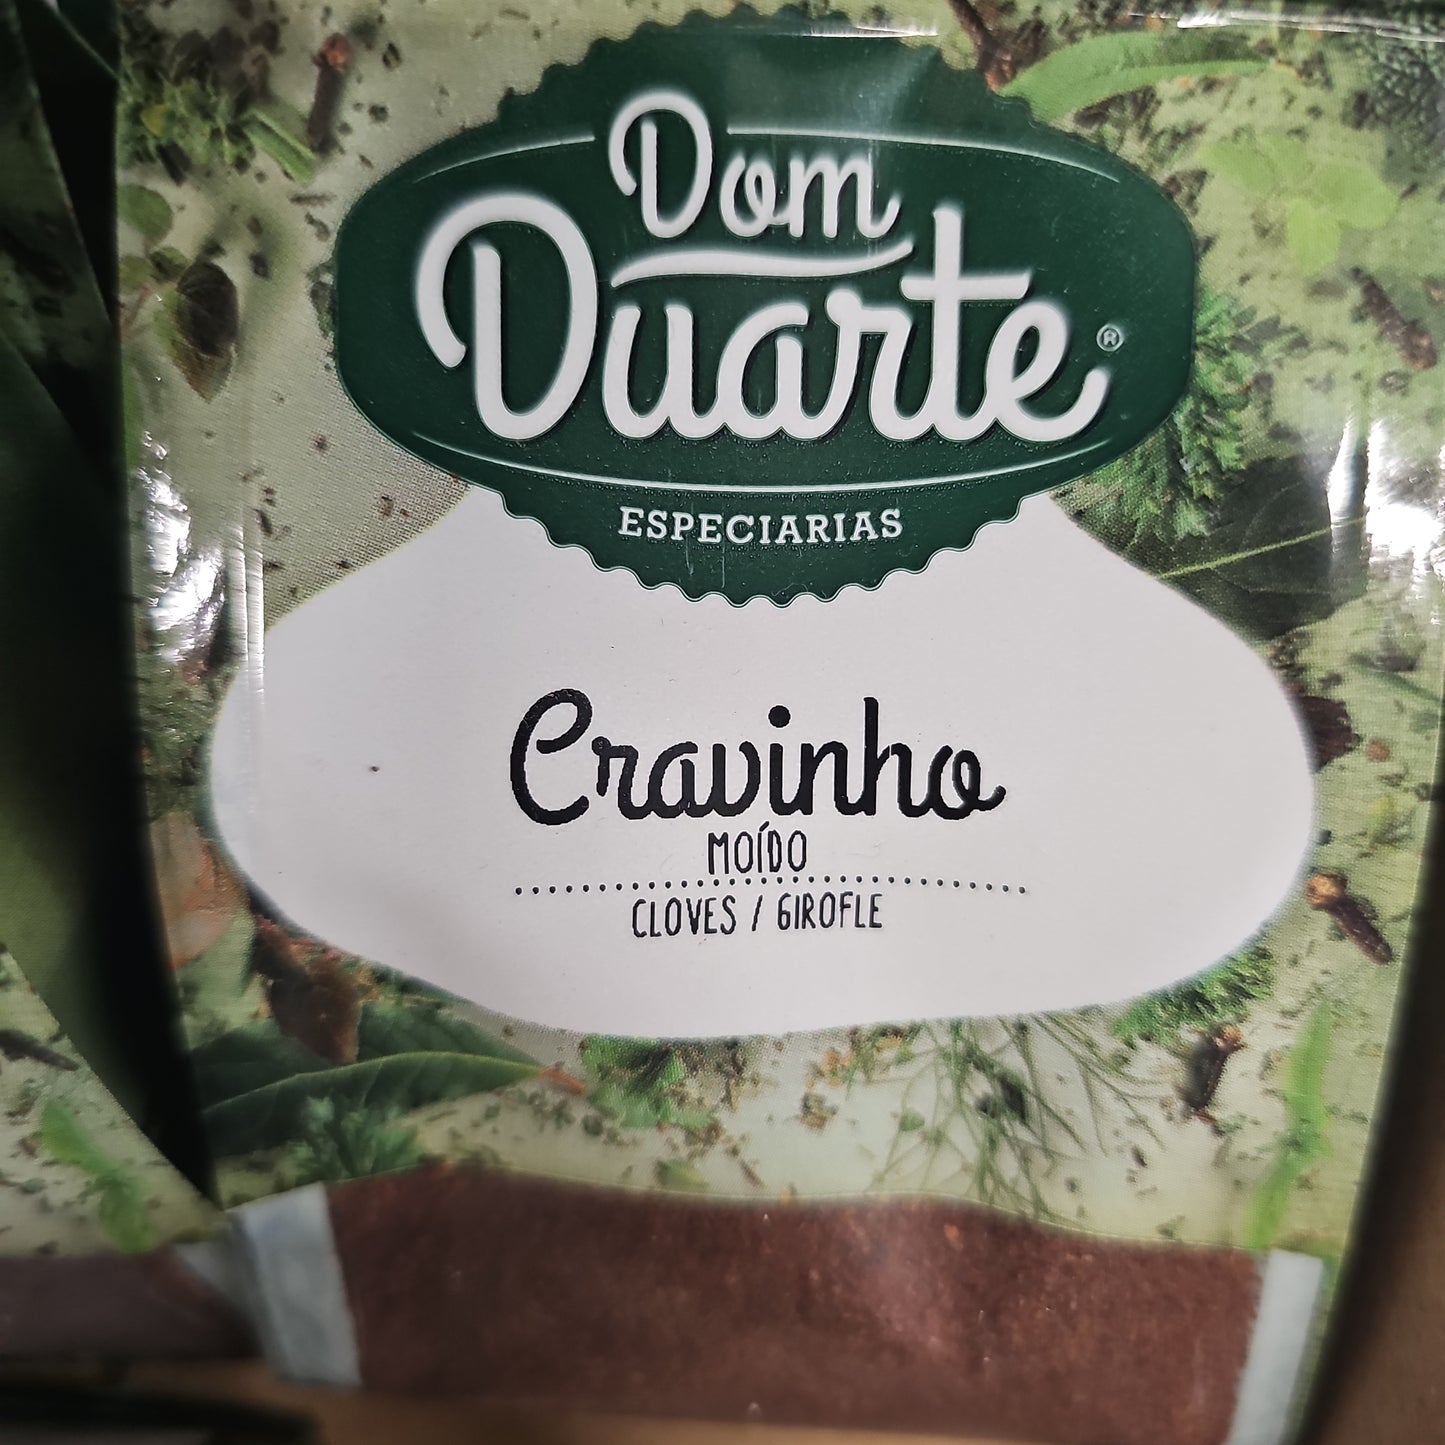 Dom
Duarte ®
ESPECIARIAS
Cravinho
MOÍDO
CLOVES / GIROFLE